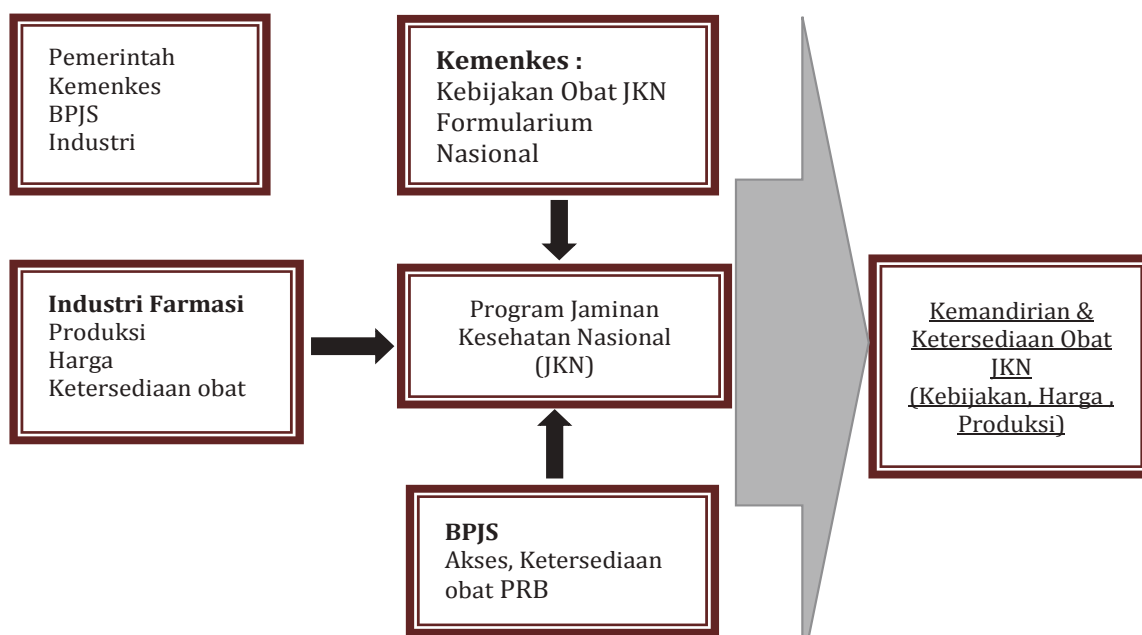 Pemerintah
Kemenkes
BPJS
Industri
Kemenkes :
Kebijakan Obat JKN
Formularium
Nasional
Industri Farmasi
Produksi
Harga
Ketersediaan obat
Program Jaminan
Kesehatan Nasional
(JKN)
Kemandirian &
Ketersediaan Obat
JKN
(Kebijakan, Harga ,
Produksi)
BPJS
Akses, Ketersediaan
obat PRB